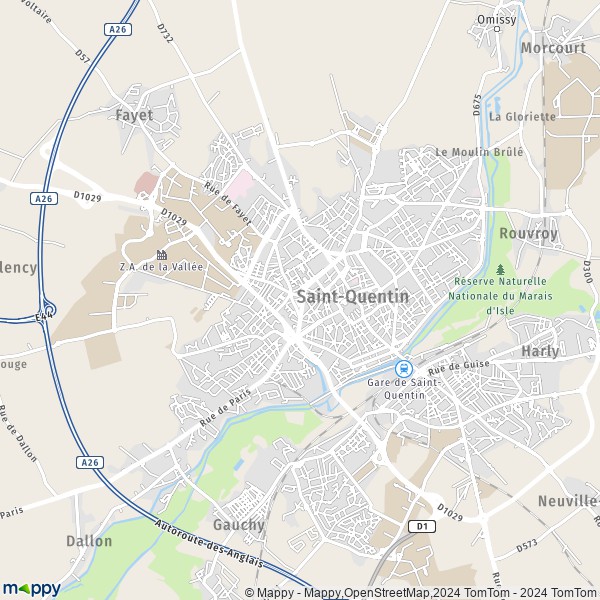 Voltaire
A26
D732
D57
Omissy
Morcourt
Fayet
D675
La Gloriette
Le Moulin Brûlé
D1029
A26
Rue de Fayet
D1029
Rouvroy
lency
Z.A. de la Vallée
D300
Réserve Naturelle
Nationale du Marais
d'Isle
Saint-Quentin
E44
Harly
ouge
Rue de Guise
Gare de Saint-
Quentin
Rue de Paris
Rue de Dallon
A26
Paris
Autoroute des Anglais
Gauchy
Dallon
D1
D1029
Neuville-
D573
Rue
mappy
© Mappy - Mappy,OpenStreetMap,2024 TomTom - 2024 TomTom